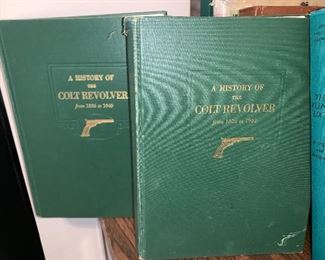 A HISTORY OF
THE
COLT REVOLVER
from 1836 to 1940
A HISTORY OF
THE
COLT REVOLVER
from 1836 to 1940